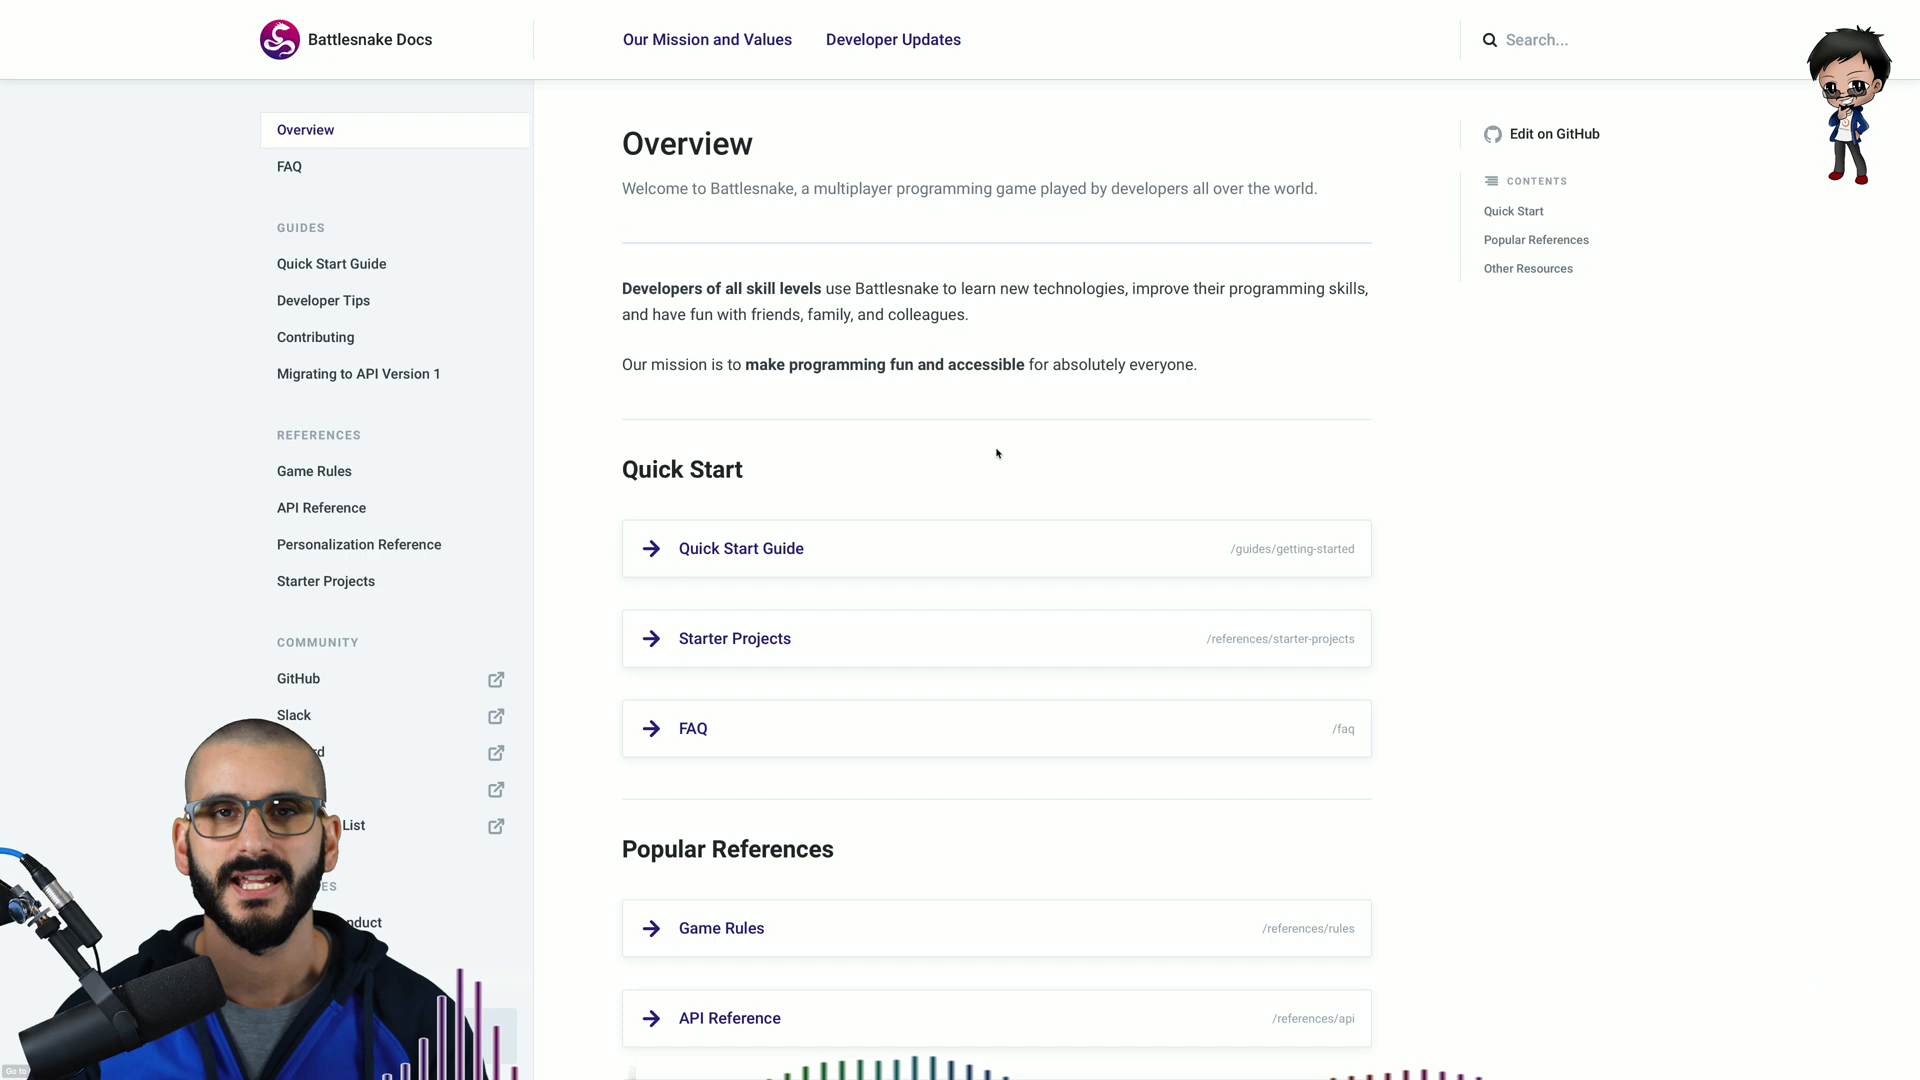 Battlesnake Docs
Our Mission and Values
Developer Updates
Search...
Overview
FAQ
GUIDES
Quick Start Guide
Developer Tips
Contributing
Migrating to API Version 1
REFERENCES
Game Rules
API Reference
Personalization Reference
Starter Projects
COMMUNITY
GitHub
Slack
rd
List
ES
nduct
Go to
Overview
Welcome to Battlesnake, a multiplayer programming game played by developers all over the world.
Developers of all skill levels use Battlesnake to learn new technologies, improve their programming skills,
and have fun with friends, family, and colleagues.
Our mission is to make programming fun and accessible for absolutely everyone.
Quick Start
Quick Start Guide /guides/getting-started
Starter Projects /references/starter-projects
FAQ /faq
Popular References
Game Rules /references/rules
API Reference /references/api
Edit on GitHub
CONTENTS
Quick Start
Popular References
Other Resources